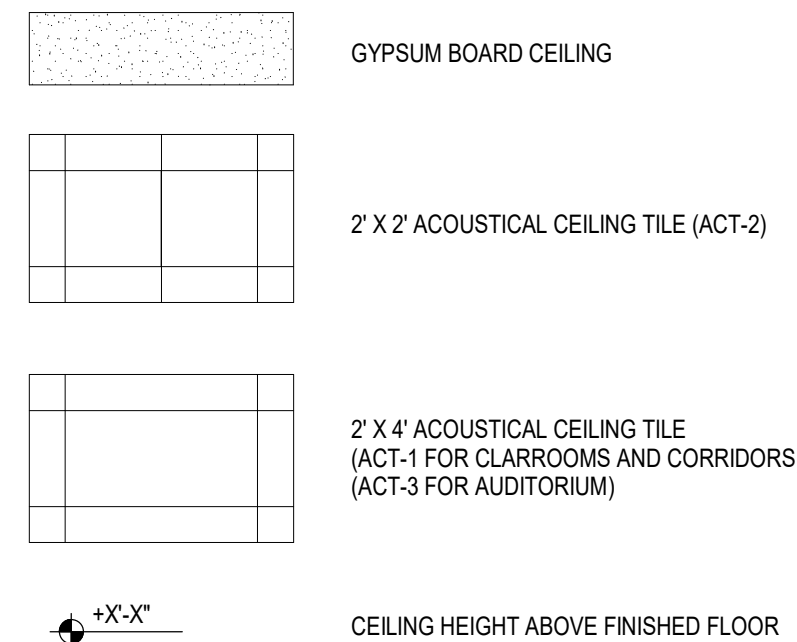 GYPSUM BOARD CEILING
2' X 2' ACOUSTICAL CEILING TILE (ACT-2)
2' X 4' ACOUSTICAL CEILING TILE
(ACT-1 FOR CLARROOMS AND CORRIDORS
(ACT-3 FOR AUDITORIUM)
+X'-X"
CEILING HEIGHT ABOVE FINISHED FLOOR